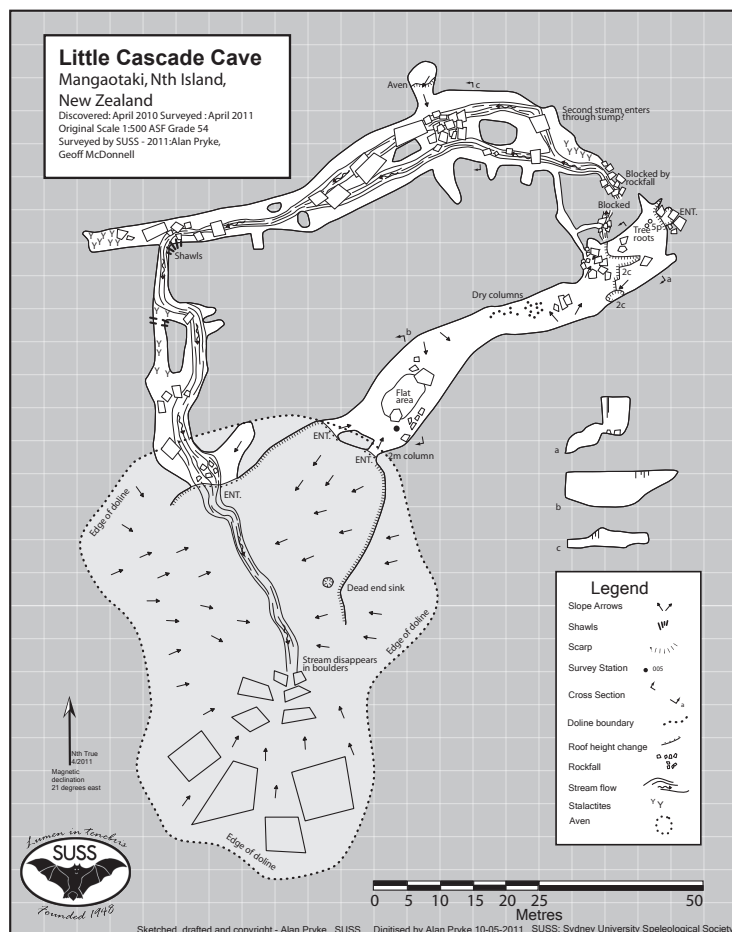 Little Cascade Cave
Mangaotaki, Nth Island,
New Zealand
Discovered: April 2010 Surveyed : April 2011
Original Scale 1:500 ASF Grade 54
Surveyed by SUSS - 2011:Alan Pryke,
Geoff McDonnell
Aven
c
Second stream enters
through sump?
Blocked by
rockfall
Blocked
ENT.
5p
Tree
roots
Shawls
2c
a
2c
Dry columns
b
Flat
area
ENT.
ENT.
2m column
ENT.
Edge of doline
Dead end sink
Edge of doline
Stream disappears
in boulders
Edge of doline
a
b
c
Legend
Slope Arrows
Shawls
Scarp
Survey Station
005
Cross Section
a
Doline boundary
Roof height change
Rockfall
Stream flow
Stalactites
Y Y
Aven
Nth True
4/2011
Magnetic
declination
21 degrees east
Lumen in tenebris
SUSS
Founded 1948
0 5 10 15 20 25 50
Metres
Sketched, drafted and copyright - Alan Pryke, SUSS. Digitised by Alan Pryke 10-05-2011 SUSS: Sydney University Speleological Society